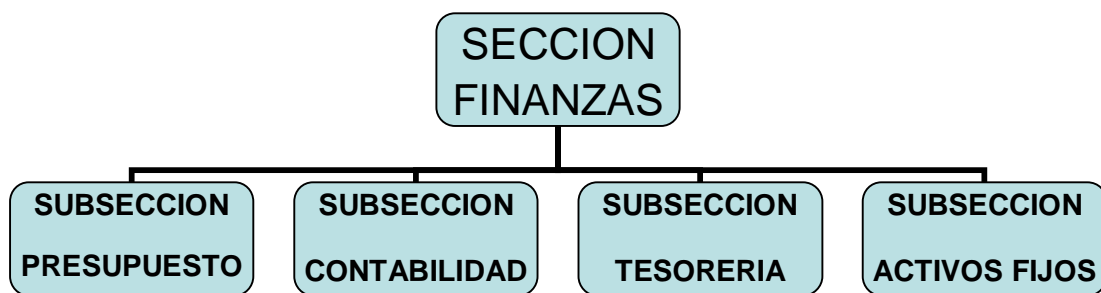 SECCION
FINANZAS
SUBSECCION
PRESUPUESTO
SUBSECCION
CONTABILIDAD
SUBSECCION
TESORERIA
SUBSECCION
ACTIVOS FIJOS